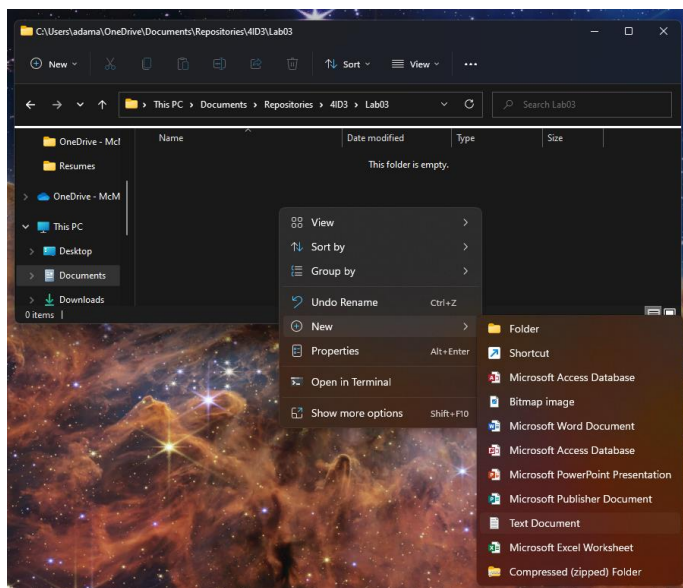 C:\Users\adama\OneDrive\Documents\Repositories\4ID3\Lab03
New
Sort
View
This PC > Documents > Repositories > 4ID3 > Lab03
Search Lab03
Name
Date modified
Type
Size
OneDrive - McM
Resumes
OneDrive - McM
This PC
Desktop
Documents
Downloads
This folder is empty.
0 items
View
Sort by
Group by
Undo Rename Ctrl+Z
New
Properties Alt+Enter
Open in Terminal
Show more options Shift+F10
Folder
Shortcut
Microsoft Access Database
Bitmap image
Microsoft Word Document
Microsoft Access Database
Microsoft PowerPoint Presentation
Microsoft Publisher Document
Text Document
Microsoft Excel Worksheet
Compressed (zipped) Folder